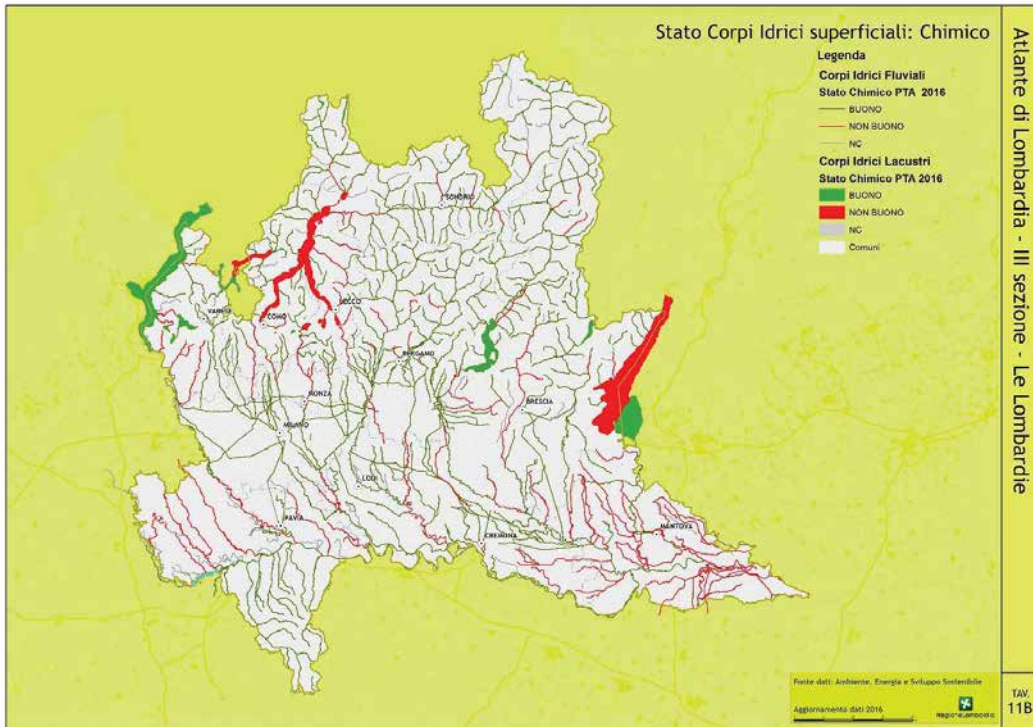 Stato Corpi Idrici superficiali: Chimico
Legenda
Corpi Idrici Fluviali
Stato Chimico PTA 2016
BUONO
NON BUONO
NC
Corpi Idrici Lacustri
Stato Chimico PTA 2016
BUONO
NON BUONO
NC
Comuni
SONDRIO
VARESE
COMO
LECCO
BERGAMO
MONZA
BRESCIA
MILANO
LODI
PAVIA
CREMONA
MANTOVA
Fonte dati: Ambiente, Energia e Sviluppo Sostenibile
Aggiornamento dati 2016
RegioneLombardia
Atlante di Lombardia - III sezione - Le Lombardie
TAV.
11B